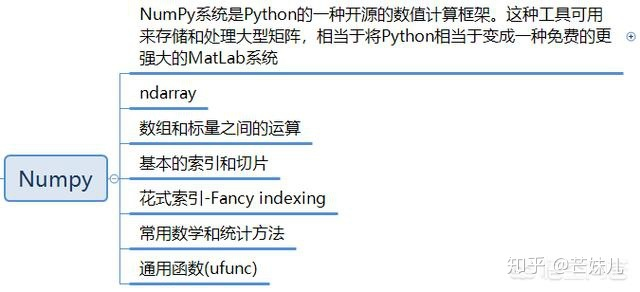 NumPy系统是Python的一种开源的数值计算框架。这种工具可用
来存储和处理大型矩阵，相当于将Python相当于变成一种免费的更
强大的MatLab系统
ndarray
数组和标量之间的运算
基本的索引和切片
Numpy
花式索引-Fancy indexing
常用数学和统计方法
通用函数(ufunc)
知乎 @芒妹儿